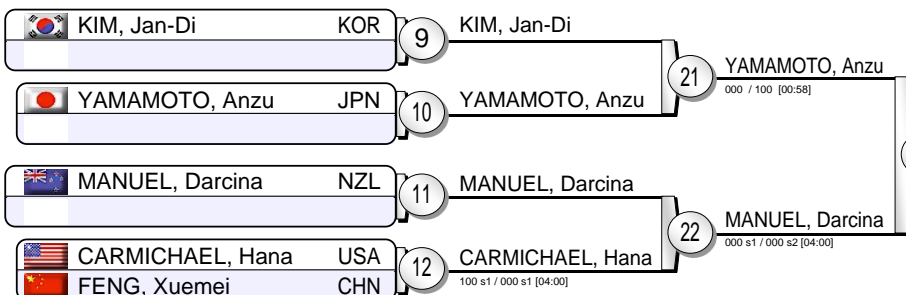 KIM, Jan-Di KOR
9
KIM, Jan-Di
21
YAMAMOTO, Anzu
000 / 100 [00:58]
YAMAMOTO, Anzu JPN
10
YAMAMOTO, Anzu
MANUEL, Darcina NZL
11
MANUEL, Darcina
22
MANUEL, Darcina
000 s1 / 000 s2 [04:00]
CARMICHAEL, Hana USA
FENG, Xuemei CHN
12
CARMICHAEL, Hana
100 s1 / 000 s1 [04:00]